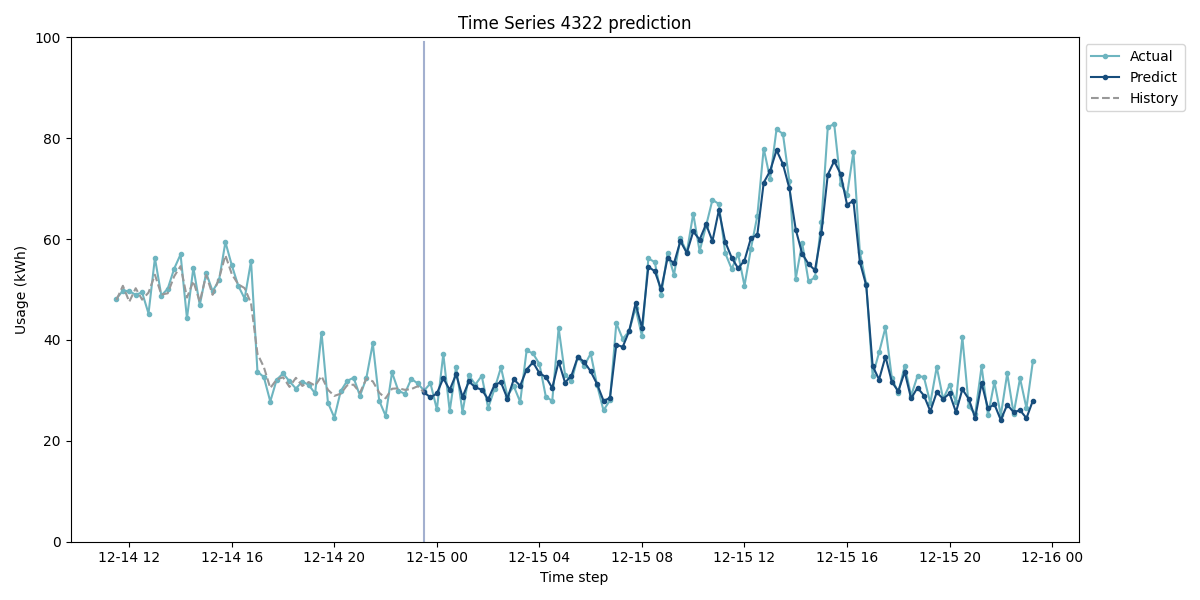 Time Series 4322 prediction
Usage (kWh)
100
80
60
40
20
0
12-14 12
12-14 16
12-14 20
12-15 00
12-15 04
12-15 08
12-15 12
12-15 16
12-15 20
12-16 00
Time step
Actual
Predict
History